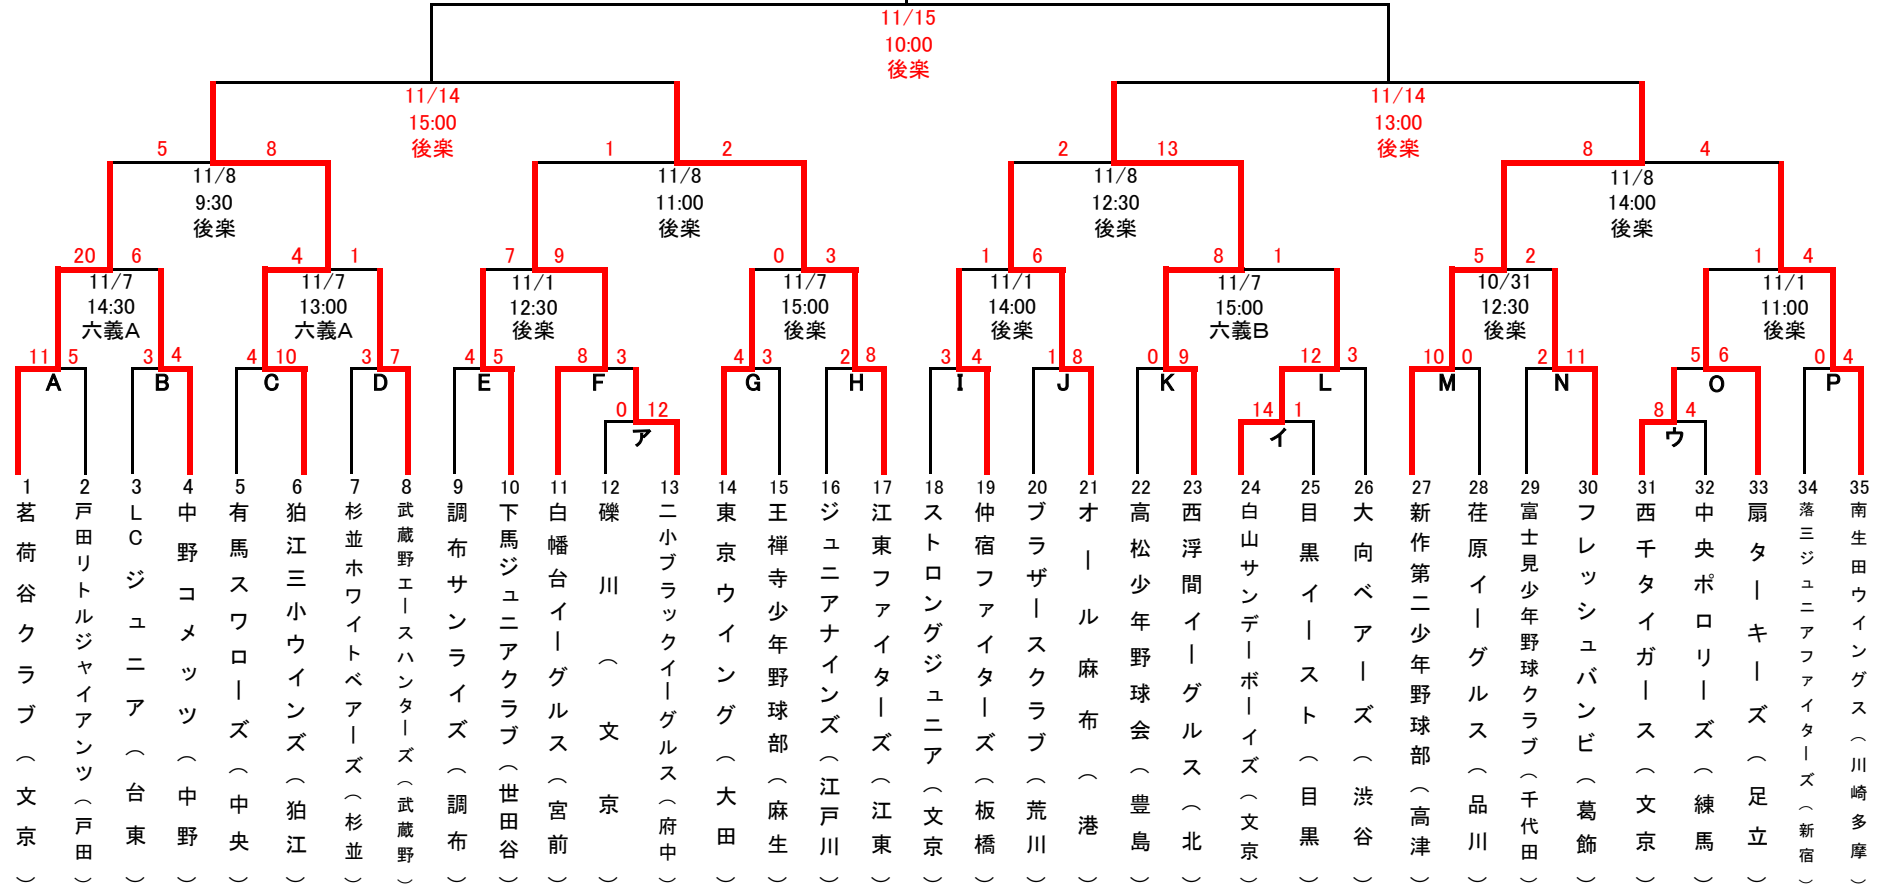 11/15
10:00
後楽
11/14
15:00
後楽
11/14
13:00
後楽
5 8
1 2
2 13
8 4
11/8
9:30
後楽
11/8
11:00
後楽
11/8
12:30
後楽
11/8
14:00
後楽
20 6
4 1
7 9
0 3
1 6
8 1
5 2
1 4
11/7
14:30
六義A
11/7
13:00
六義A
11/1
12:30
後楽
11/7
15:00
後楽
11/1
14:00
後楽
11/7
15:00
六義B
10/31
12:30
後楽
11/1
11:00
後楽
11 5
A
3 4
B
4 10
C
3 7
D
4 5
E
8 3
F
4 3
G
2 8
H
3 4
I
1 8
J
0 9
K
12 3
L
10 0
M
2 11
N
5 6
O
0 4
P
0 12
ア
14 1
イ
8 4
ウ
1 茗荷谷クラブ(文京)
2 戸田リトルジャイアンツ(戸田)
3 LCジュニア(台東)
4 中野コメッツ(中野)
5 有馬スワローズ(中央)
6 狛江三小ウインズ(狛江)
7 杉並ホワイトベアーズ(杉並)
8 武蔵野エースハンターズ(武蔵野)
9 調布サンライズ(調布)
10 下馬ジュニアクラブ(世田谷)
11 白幡台イーグルス(宮前)
12 礫川(文京)
13 二小ブラックイーグルス(府中)
14 東京ウイング(大田)
15 王禅寺少年野球部(麻生)
16 ジュニアナインズ(江戸川)
17 江東ファイターズ(江東)
18 ストロングジュニア(文京)
19 仲宿ファイターズ(板橋)
20 ブラザースクラブ(荒川)
21 オール麻布(港)
22 高松少年野球会(豊島)
23 西浮間イーグルス(北)
24 白山サンデーボーイズ(文京)
25 目黒イースト(目黒)
26 大向ベアーズ(渋谷)
27 新作第二少年野球部(高津)
28 荏原イーグルス(品川)
29 富士見少年野球クラブ(千代田)
30 フレッシュバンビ(葛飾)
31 西千タイガース(文京)
32 中央ポロリーズ(練馬)
33 扇ターキーズ(足立)
34 落三ジュニアファイターズ(新宿)
35 南生田ウイングス(川崎多摩)